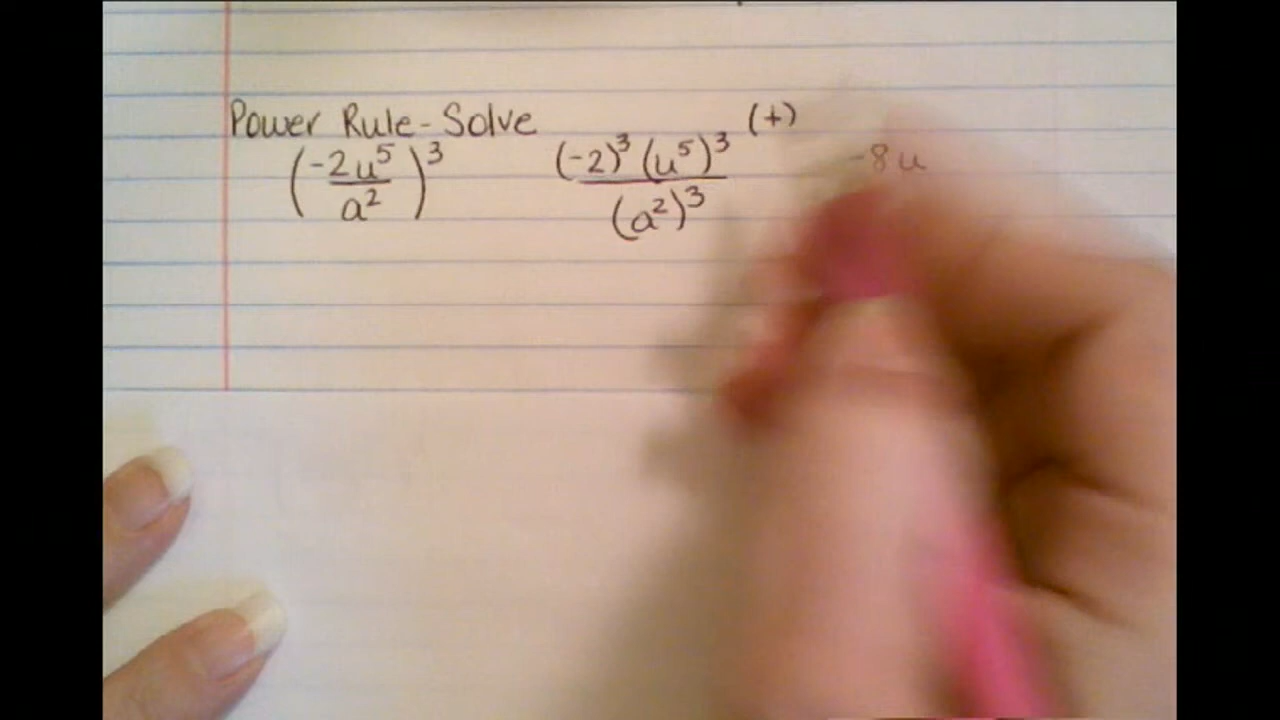 Power Rule - Solve
(+)
(-2u⁵/a²)³ (-2)³(u⁵)³/(a²)³ -8u